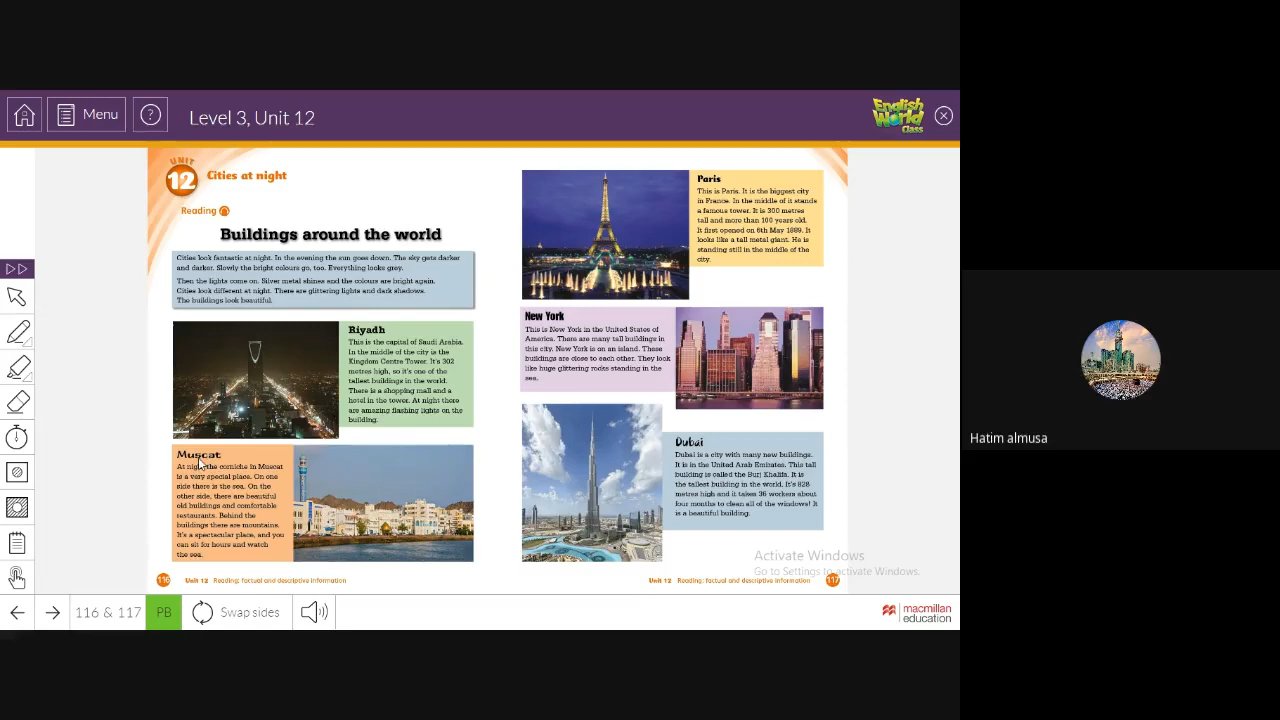 Menu
?
Level 3, Unit 12
English
World
Class
UNIT
12
Cities at night
Reading
Buildings around the world
Cities look fantastic at night. In the evening the sun goes down. The sky gets darker
and darker. Slowly the bright colours go, too. Everything looks grey.
Then the lights come on. Silver metal shines and the colours are bright again.
Cities look different at night. There are glittering lights and dark shadows.
The buildings look beautiful.
Riyadh
This is the capital of Saudi Arabia.
In the middle of the city is the
Kingdom Centre Tower. It's 302
metres high, so it's one of the
tallest buildings in the world.
There is a shopping mall and a
hotel in the tower. At night there
are amazing flashing lights on the
building.
Muscat
At night the corniche in Muscat
is a very special place. On one
side there is the sea. On the
other side, there are beautiful
old buildings and comfortable
restaurants. Behind the
buildings there are mountains.
It's a spectacular place, and you
can sit for hours and watch
the sea.
116
Unit 12 Reading: factual and descriptive information
Paris
This is Paris. It is the biggest city
in France. In the middle of it stands
a famous tower. It is 300 metres
tall and more than 100 years old.
It first opened on 6th May 1889. It
looks like a tall metal giant. He is
standing still in the middle of the
city.
New York
This is New York in the United States of
America. There are many tall buildings in
this city. New York is on an island. These
buildings are close to each other. They look
like huge glittering rocks standing in the
sea.
Dubai
Dubai is a city with many new buildings.
It is in the United Arab Emirates. This tall
building is called the Burj Khalifa. It is
the tallest building in the world. It's 828
metres high and it takes 36 workers about
four months to clean all of the windows! It
is a beautiful building.
Activate Windows
Go to Settings to activate Windows.
Unit 12 Reading: factual and descriptive information
117
116 & 117
PB
Swap sides
macmillan
education
Hatim almusa